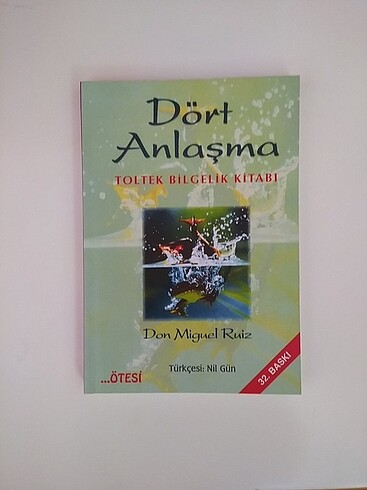 Dört
Anlaşma
TOLTEK BİLGELİK KİTABI
Don Miguel Ruiz
Türkçesi: Nil Gün
...ÖTESİ
32. BASKI